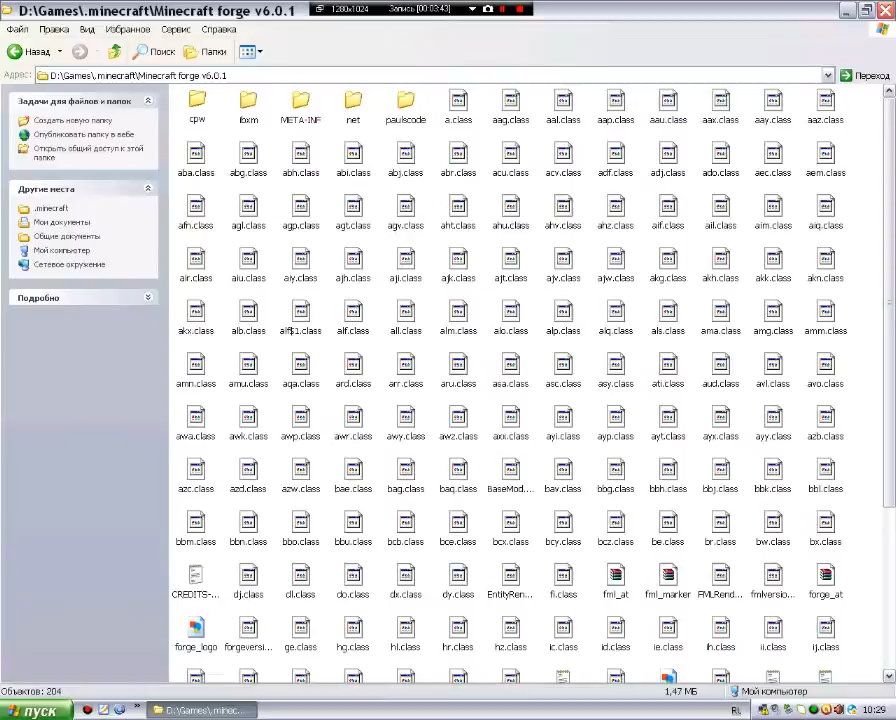 D:\Games\.minecraft\Minecraft forge v6.0.1
1280x1024
Запись [00:03:43]
Файл Правка Вид Избранное Сервис Справка
Назад Поиск Папки
Адрес: D:\Games\.minecraft\Minecraft forge v6.0.1 Переход
Задачи для файлов и папок
Создать новую папку
Опубликовать папку в вебе
Открыть общий доступ к этой
папке
Другие места
.minecraft
Мои документы
Общие документы
Мой компьютер
Сетевое окружение
Подробно
cpw ibxm META-INF net paulscode a.class aag.class aal.class aap.class aau.class aax.class aay.class aaz.class
aba.class abg.class abh.class abi.class abj.class abr.class acu.class acv.class adf.class adj.class ado.class aec.class aem.class
afn.class agl.class agp.class agt.class agv.class aht.class ahu.class ahv.class ahz.class aif.class ail.class aim.class aiq.class
air.class aiu.class aiy.class ajh.class aji.class ajk.class ajt.class ajv.class ajw.class akg.class akh.class akk.class akn.class
akx.class alb.class alf$1.class alf.class all.class alm.class alo.class alp.class alq.class als.class ama.class amg.class amm.class
amn.class amu.class aqa.class ard.class arr.class aru.class asa.class asc.class asy.class ati.class aud.class avl.class avo.class
awa.class awk.class awp.class awr.class awy.class awz.class axx.class ayi.class ayp.class ayt.class ayx.class ayy.class azb.class
azc.class azd.class azw.class bae.class bag.class baq.class BaseMod.... bav.class bbg.class bbh.class bbj.class bbk.class bbl.class
bbm.class bbn.class bbo.class bbu.class bcb.class bce.class bcx.class bcy.class bcz.class be.class br.class bw.class bx.class
CREDITS-... dj.class dl.class do.class dx.class dy.class EntityRen... fl.class fml_at fml_marker FMLRend... fmlversio... forge_at
forge_logo forgeversi... ge.class hg.class hl.class hr.class hz.class ic.class id.class ie.class ih.class ii.class ij.class
Объектов: 204
1,47 МБ
Мой компьютер
пуск
D:\Games\.minec...
RL
10:29